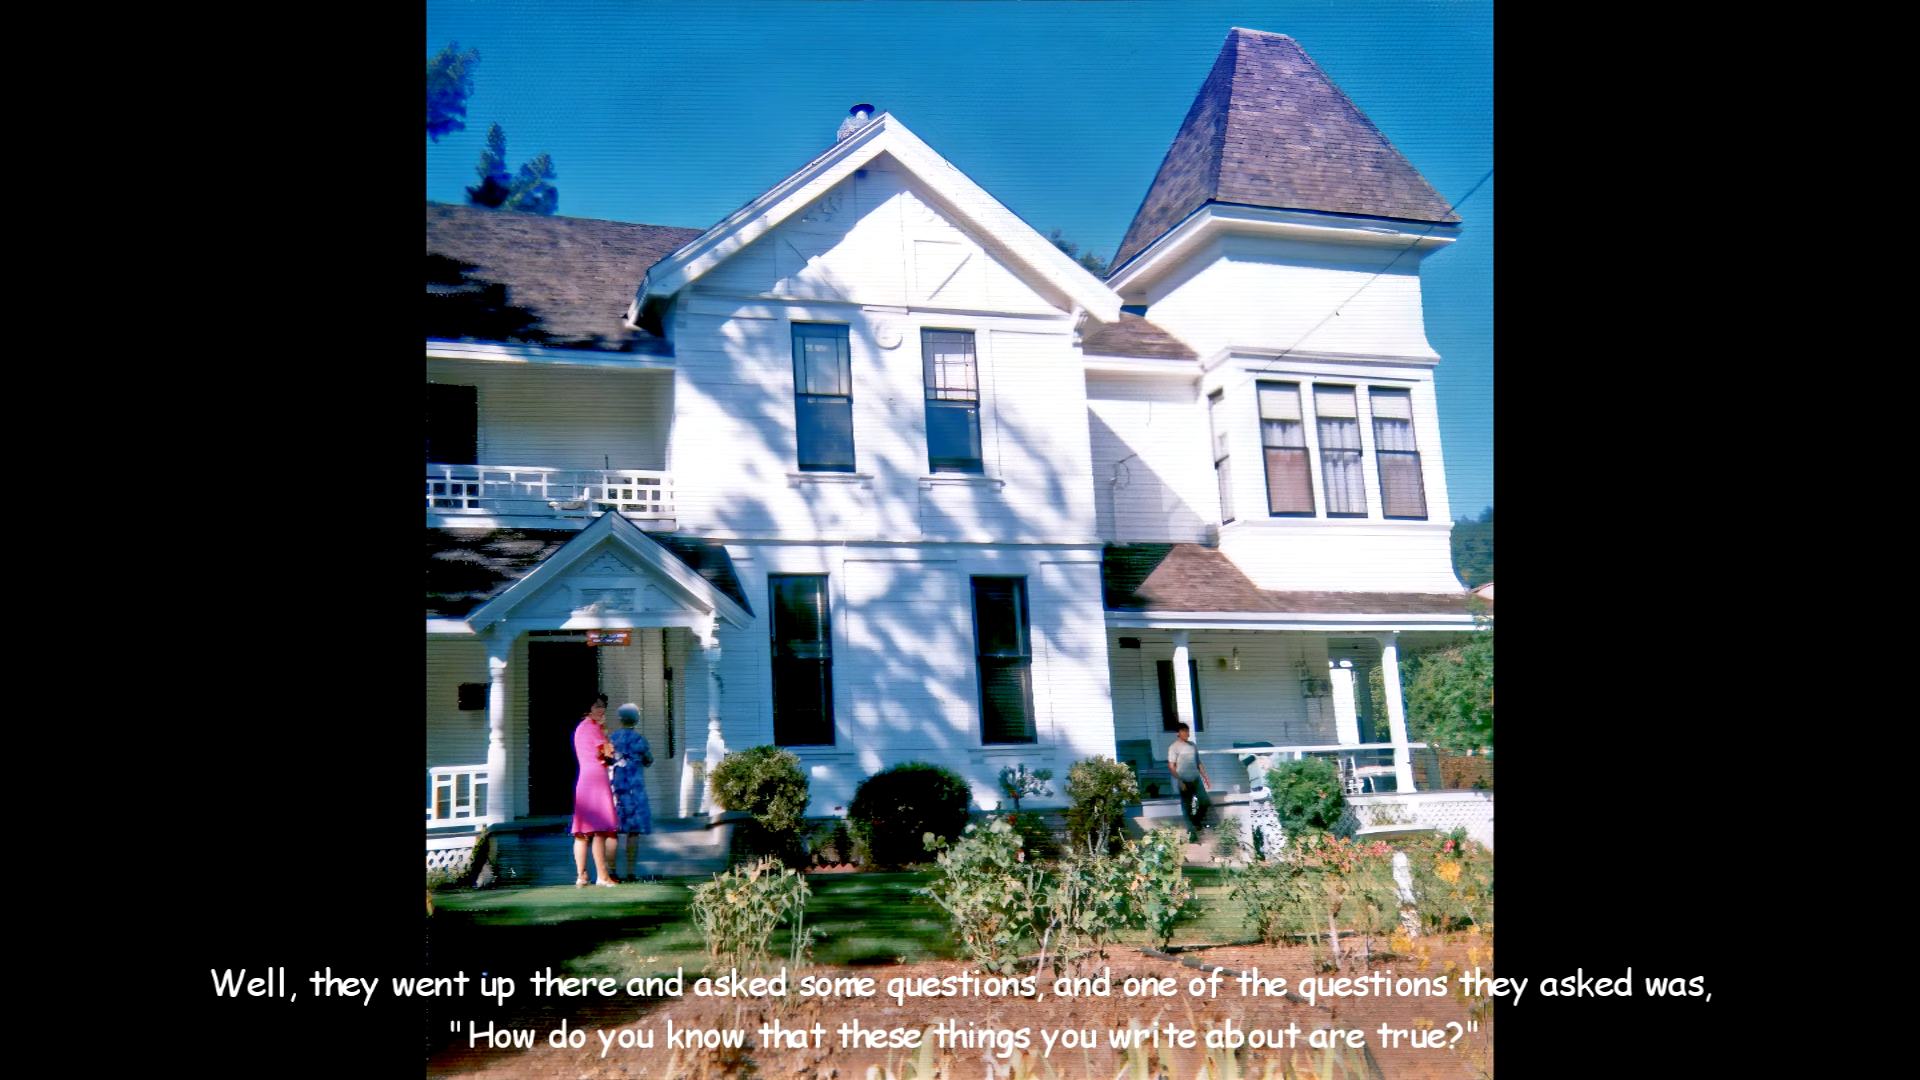 Well, they went up there and asked some questions, and one of the questions they asked was,
"How do you know that these things you write about are true?"